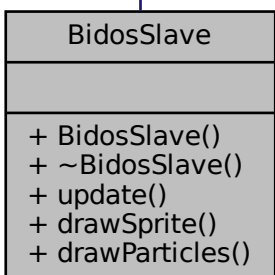 BidosSlave
+ BidosSlave()
+ ~BidosSlave()
+ update()
+ drawSprite()
+ drawParticles()